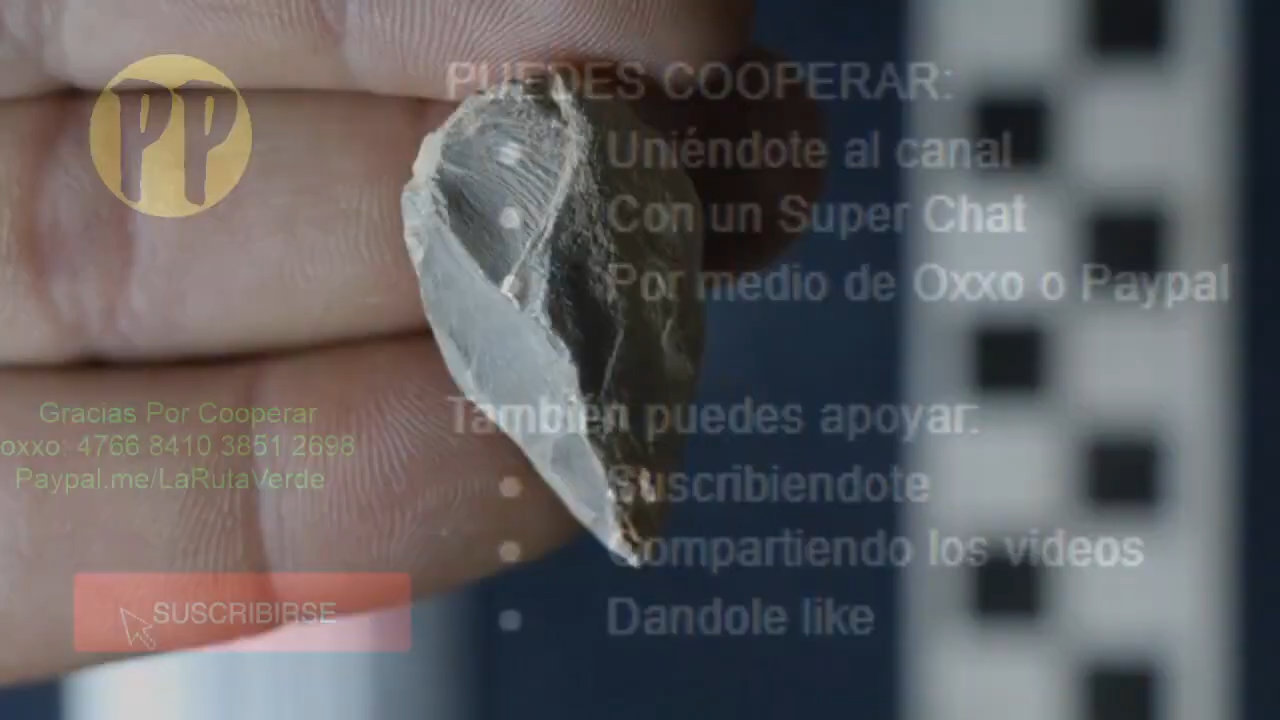 PP
PUEDES COOPERAR:
Uniéndote al canal
Con un Super Chat
Por medio de Oxxo o Paypal
Gracias Por Cooperar
oxxo: 4766 8410 3851 2698
Paypal.me/LaRutaVerde
También puedes apoyar:
Suscribiendote
Compartiendo los videos
Dandole like
SUSCRIBIRSE